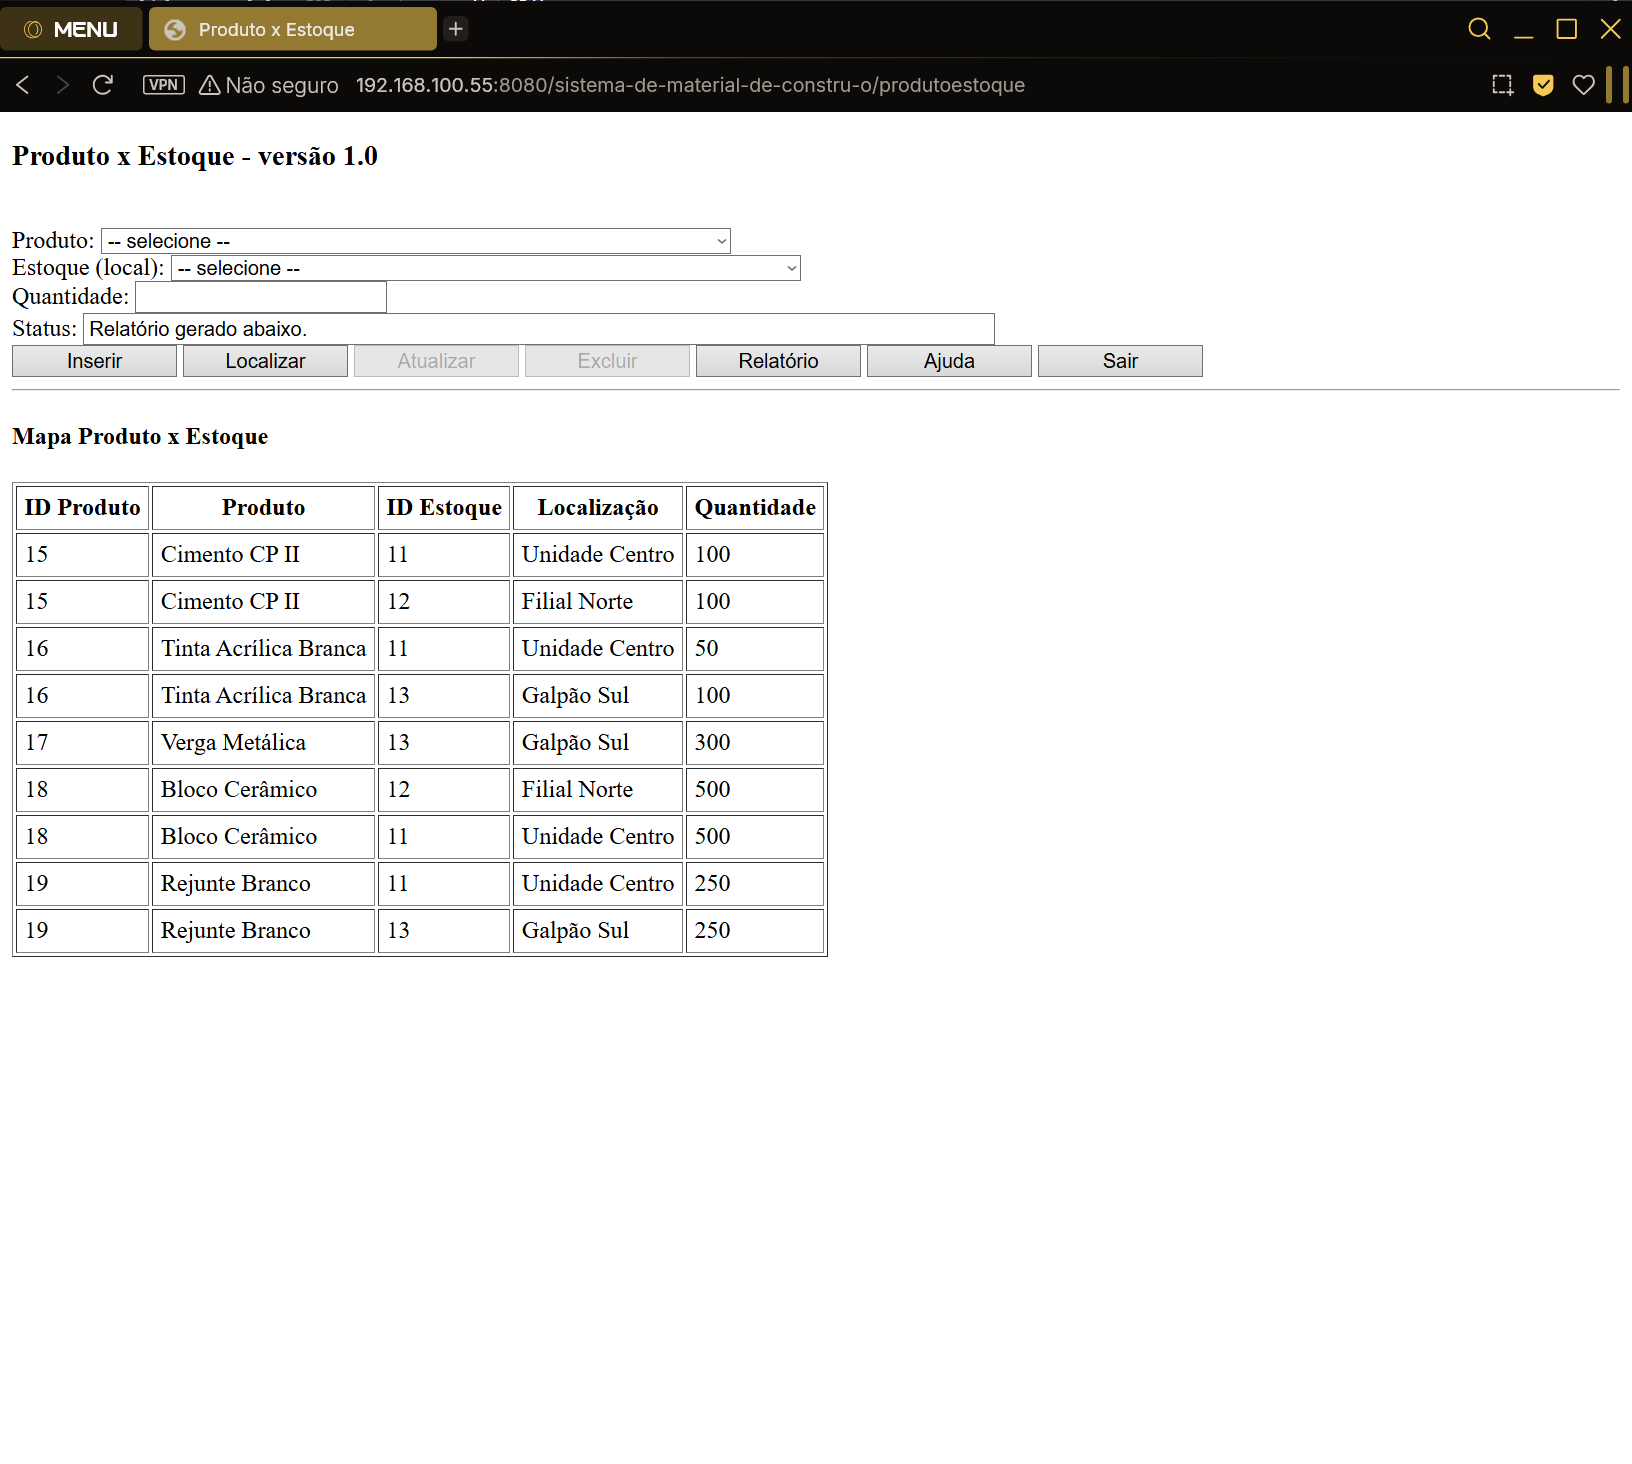 MENU Produto x Estoque
VPN Não seguro 192.168.100.55:8080/sistema-de-material-de-constru-o/produtoestoque
Produto x Estoque - versão 1.0
Produto: -- selecione --
Estoque (local): -- selecione --
Quantidade:
Status: Relatório gerado abaixo.
Inserir Localizar Atualizar Excluir Relatório Ajuda Sair
Mapa Produto x Estoque
ID Produto Produto ID Estoque Localização Quantidade
15 Cimento CP II 11 Unidade Centro 100
15 Cimento CP II 12 Filial Norte 100
16 Tinta Acrílica Branca 11 Unidade Centro 50
16 Tinta Acrílica Branca 13 Galpão Sul 100
17 Verga Metálica 13 Galpão Sul 300
18 Bloco Cerâmico 12 Filial Norte 500
18 Bloco Cerâmico 11 Unidade Centro 500
19 Rejunte Branco 11 Unidade Centro 250
19 Rejunte Branco 13 Galpão Sul 250